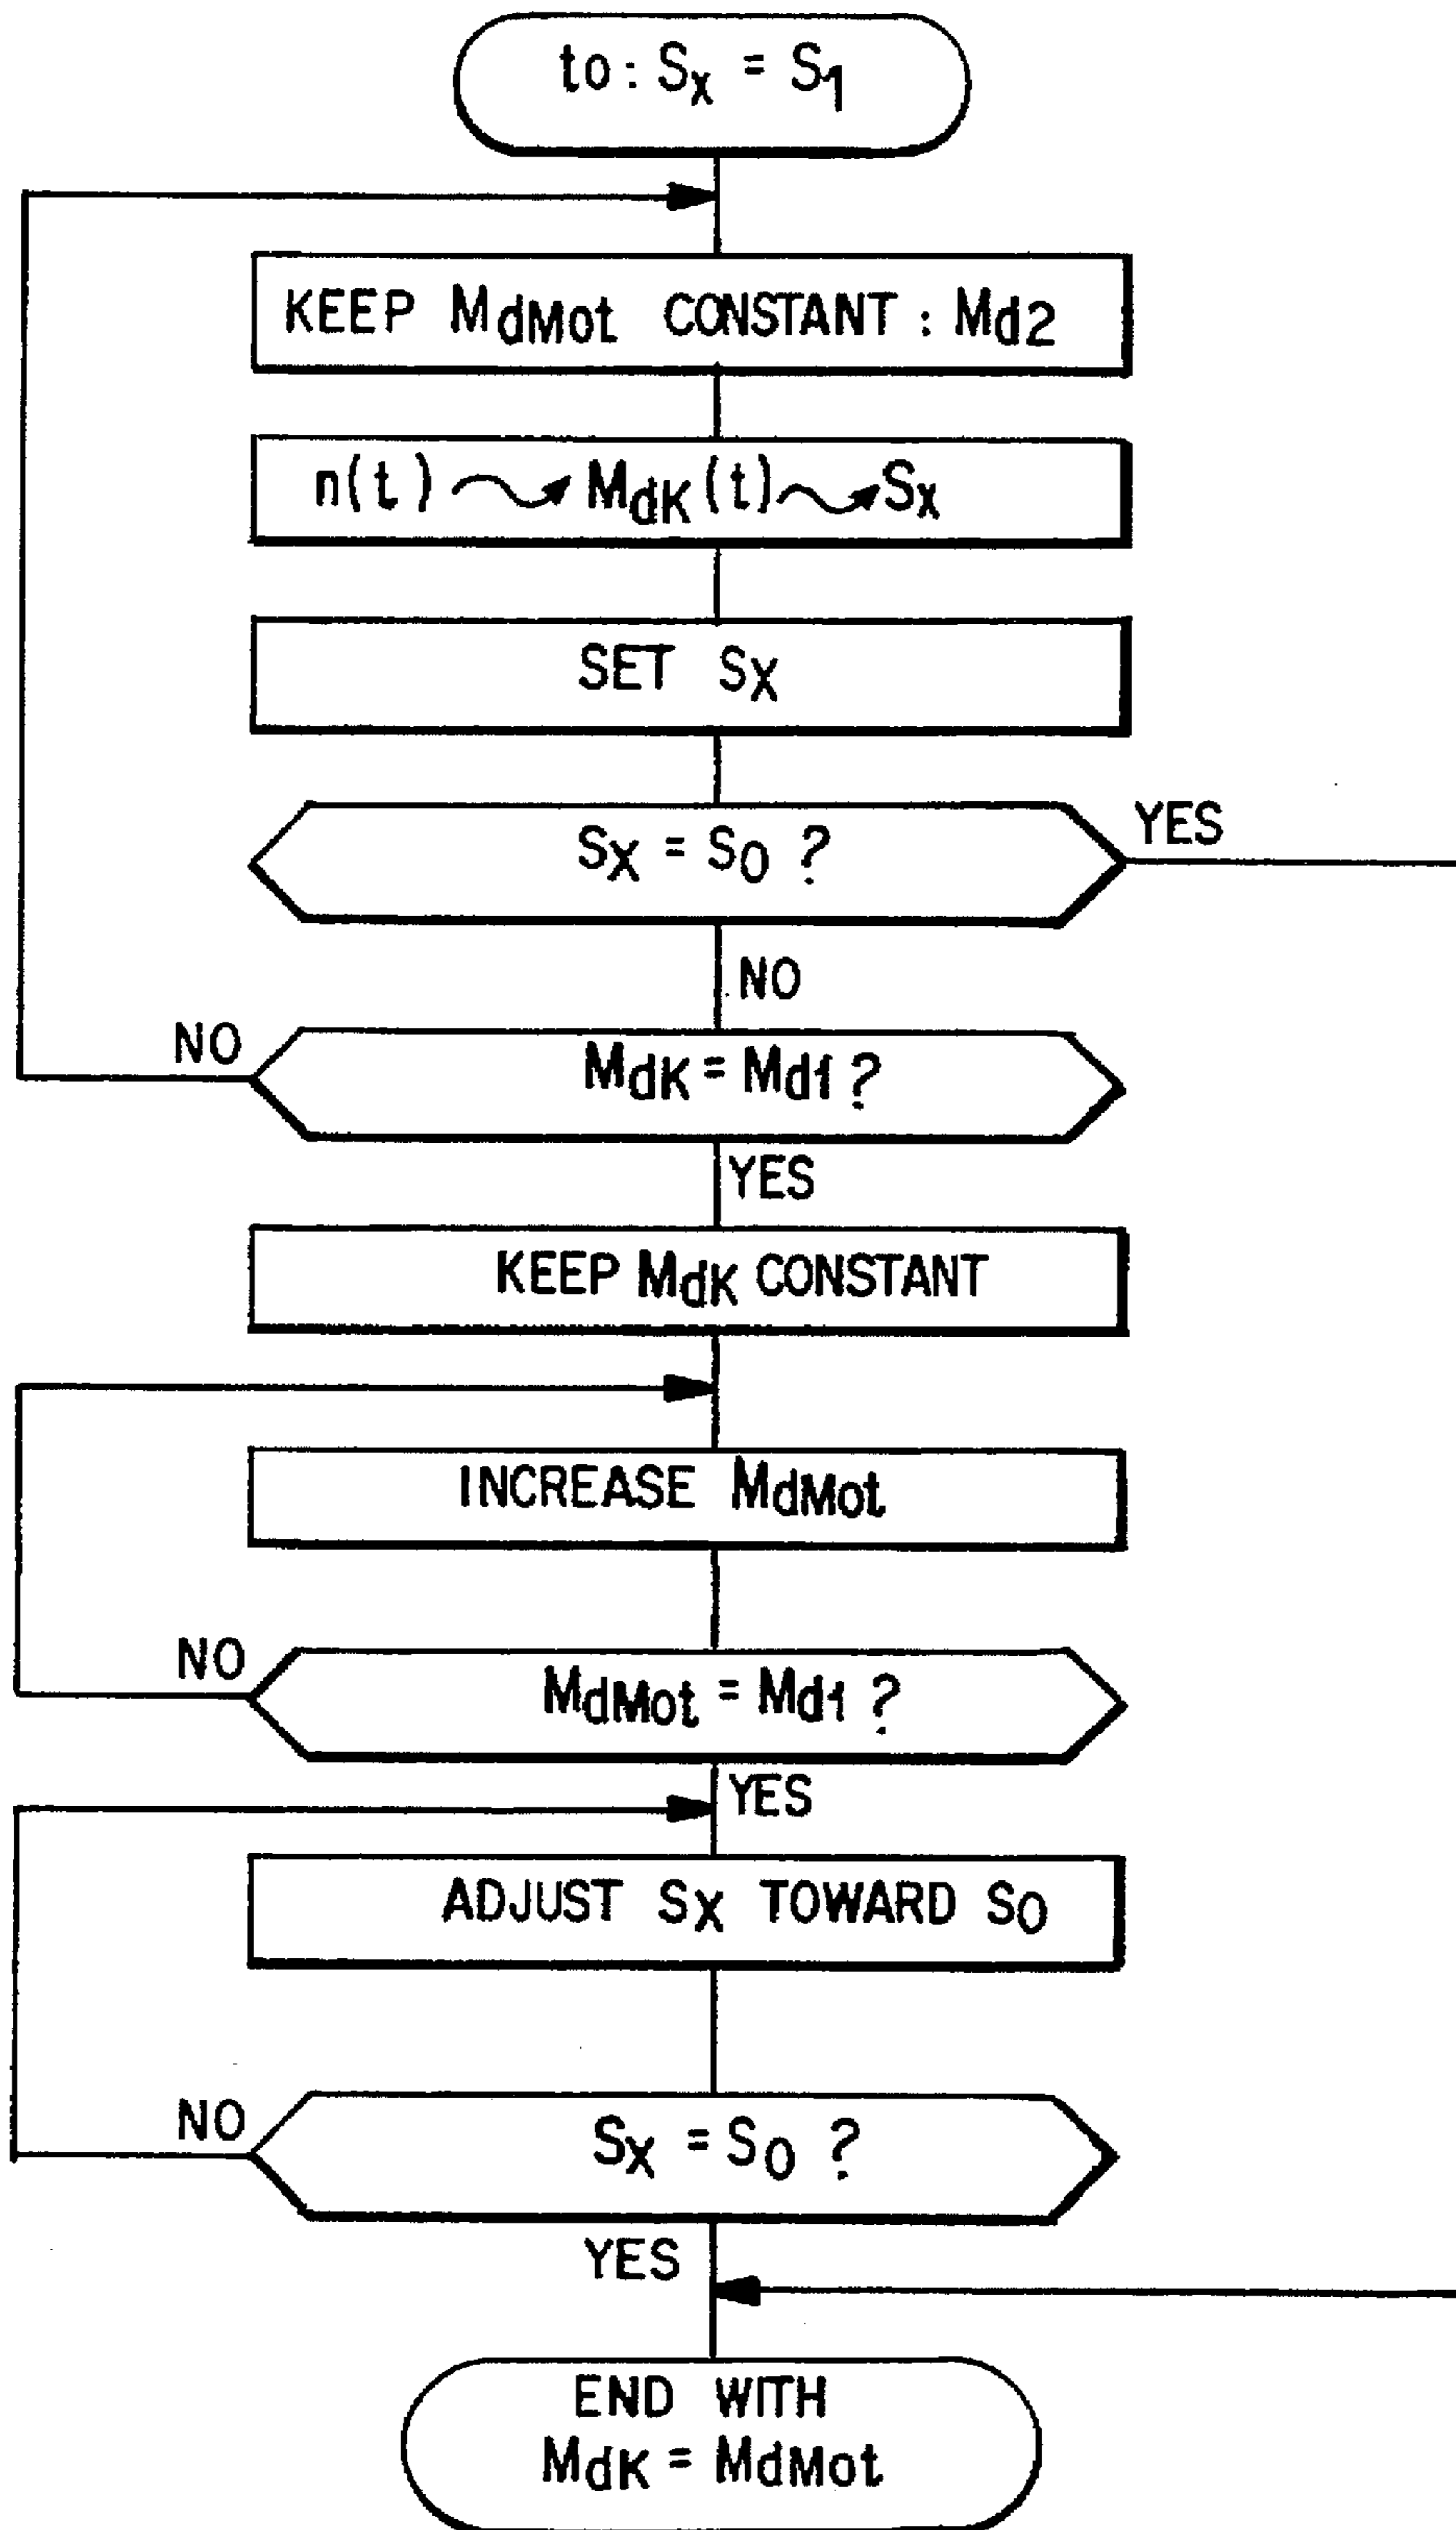 to: Sx = S1
KEEP MdMot CONSTANT : Md2
n(t) MdK(t) Sx
SET SX
SX = S0 ?
YES
NO
NO
MdK = Md1 ?
YES
KEEP MdK CONSTANT
INCREASE MdMot
NO
MdMot = Md1 ?
YES
ADJUST SX TOWARD S0
NO
SX = S0 ?
YES
END WITH
MdK = MdMot